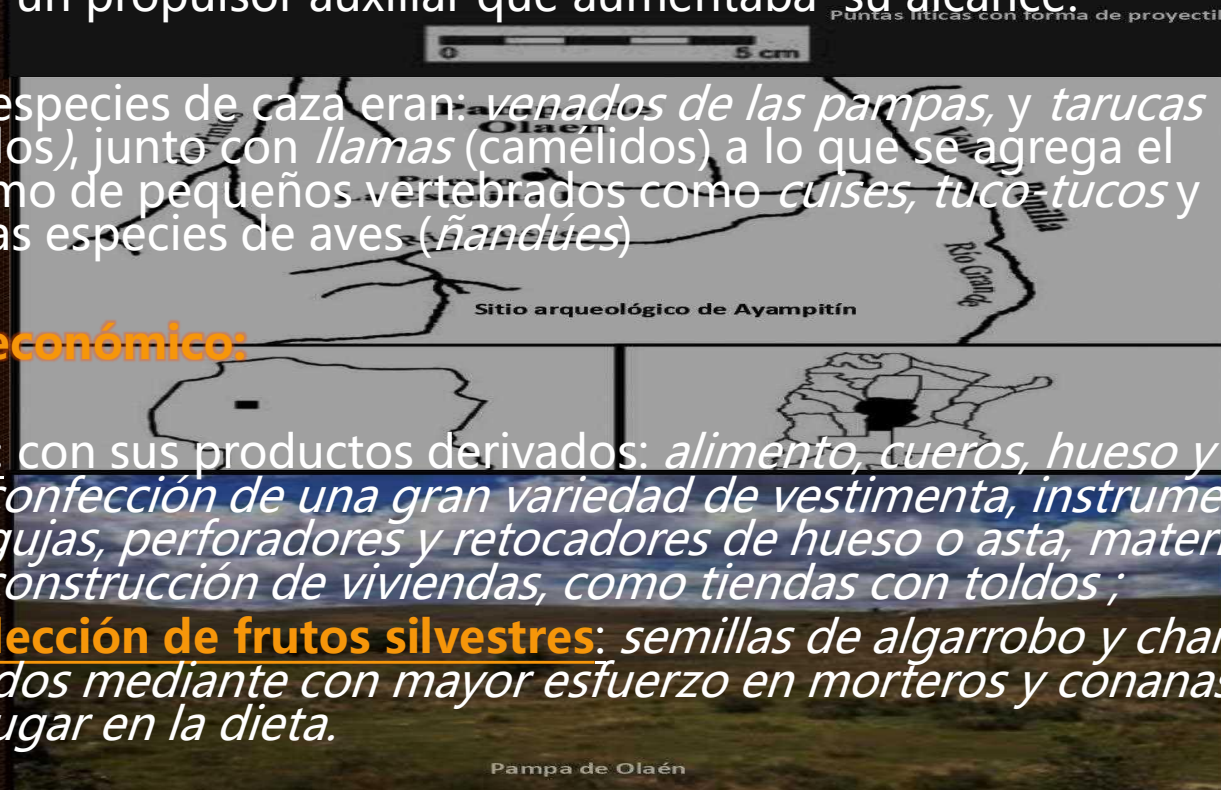 un propulsor auxiliar que aumentaba su alcance.
Puntas líticas con forma de proyectil
0 5 cm
especies de caza eran: venados de las pampas, y tarucas
os), junto con llamas (camélidos) a lo que se agrega el
mo de pequeños vertebrados como cuises, tuco-tucos y
as especies de aves (ñandúes)
Olaén
Río Grande
Sitio arqueológico de Ayampitín
económico:
: con sus productos derivados: alimento, cueros, hueso y
confección de una gran variedad de vestimenta, instrume
gujas, perforadores y retocadores de hueso o asta, materi
onstrucción de viviendas, como tiendas con toldos ;
lección de frutos silvestres: semillas de algarrobo y chañ
dos mediante con mayor esfuerzo en morteros y conanas
ugar en la dieta.
Pampa de Olaén